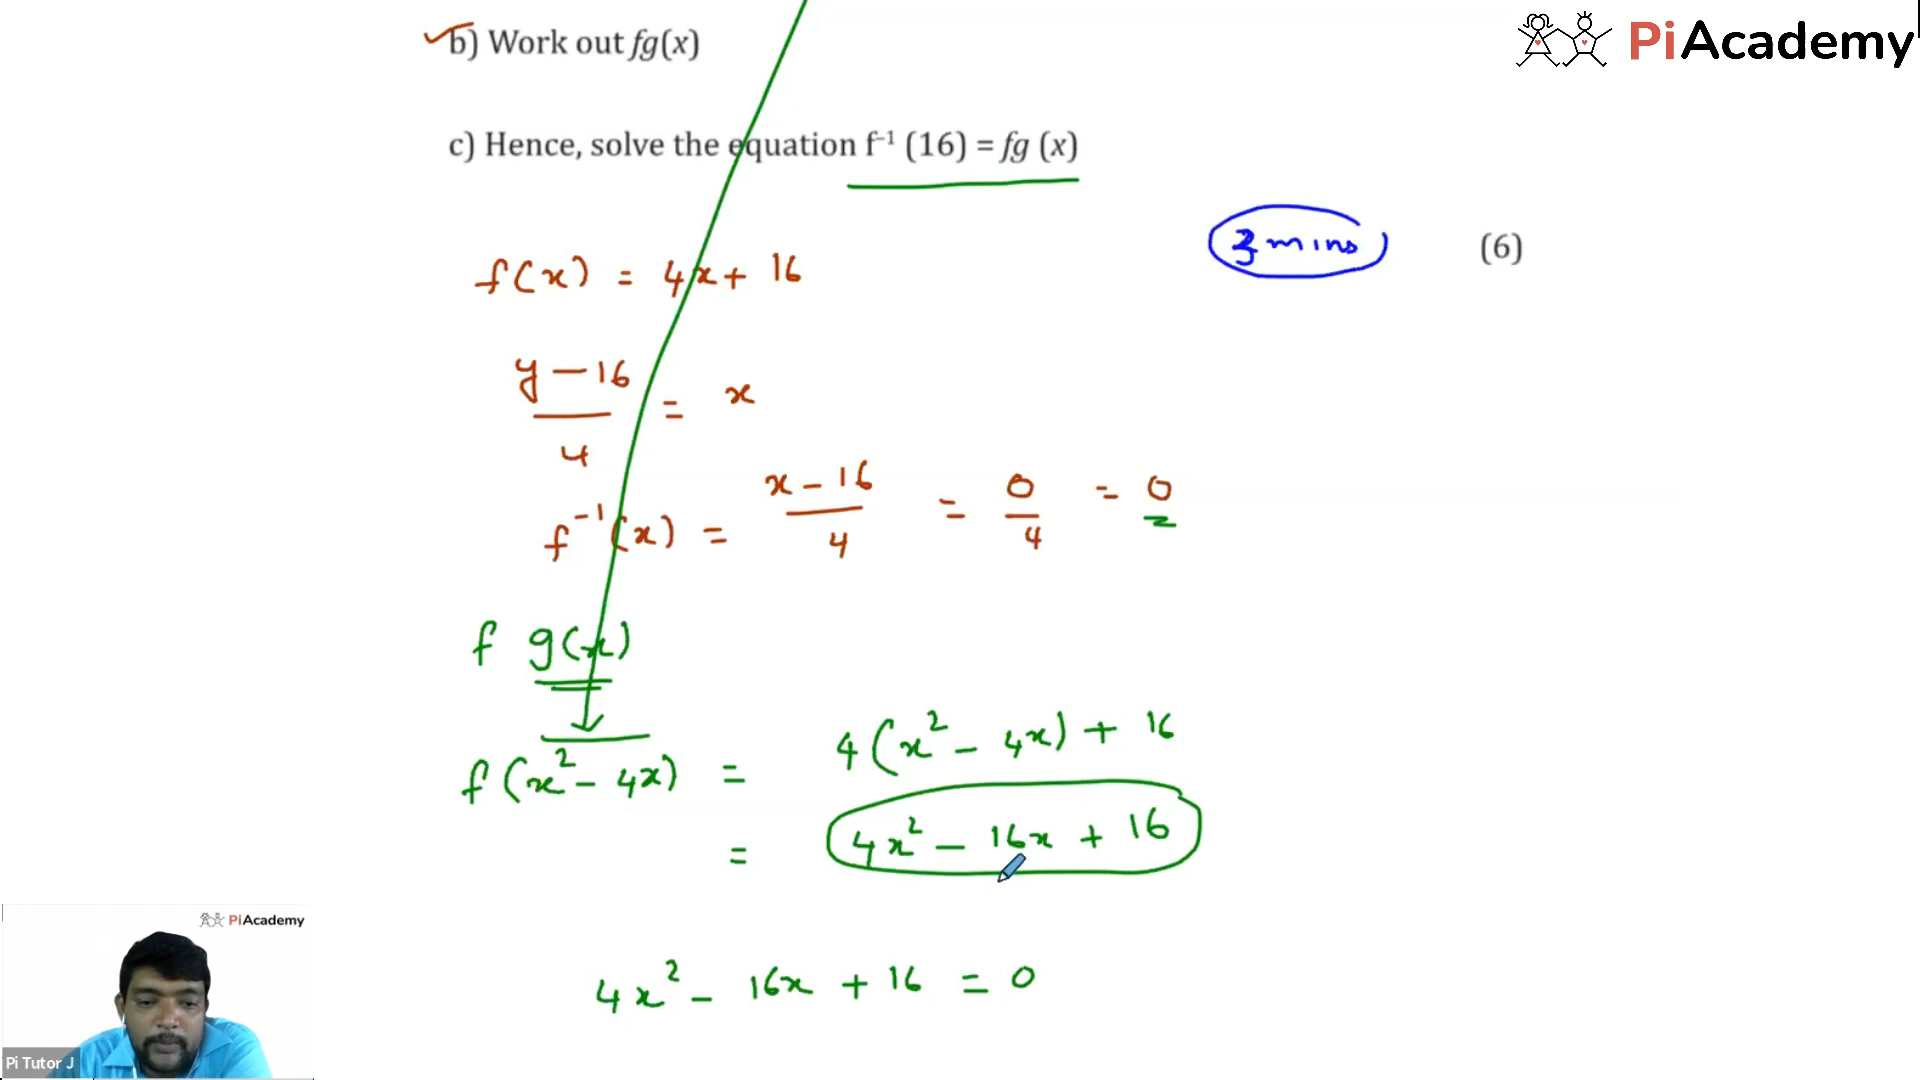 b) Work out fg(x)
PiAcademy
c) Hence, solve the equation f⁻¹ (16) = fg (x)
3 mins
(6)
f(x) = 4x + 16
y − 16 / 4 = x
f⁻¹(x) = x − 16 / 4 = 0 / 4 = 0
f g(x)
f(x² − 4x) = 4(x² − 4x) + 16
= 4x² − 16x + 16
4x² − 16x + 16 = 0
PiAcademy
Pi Tutor J